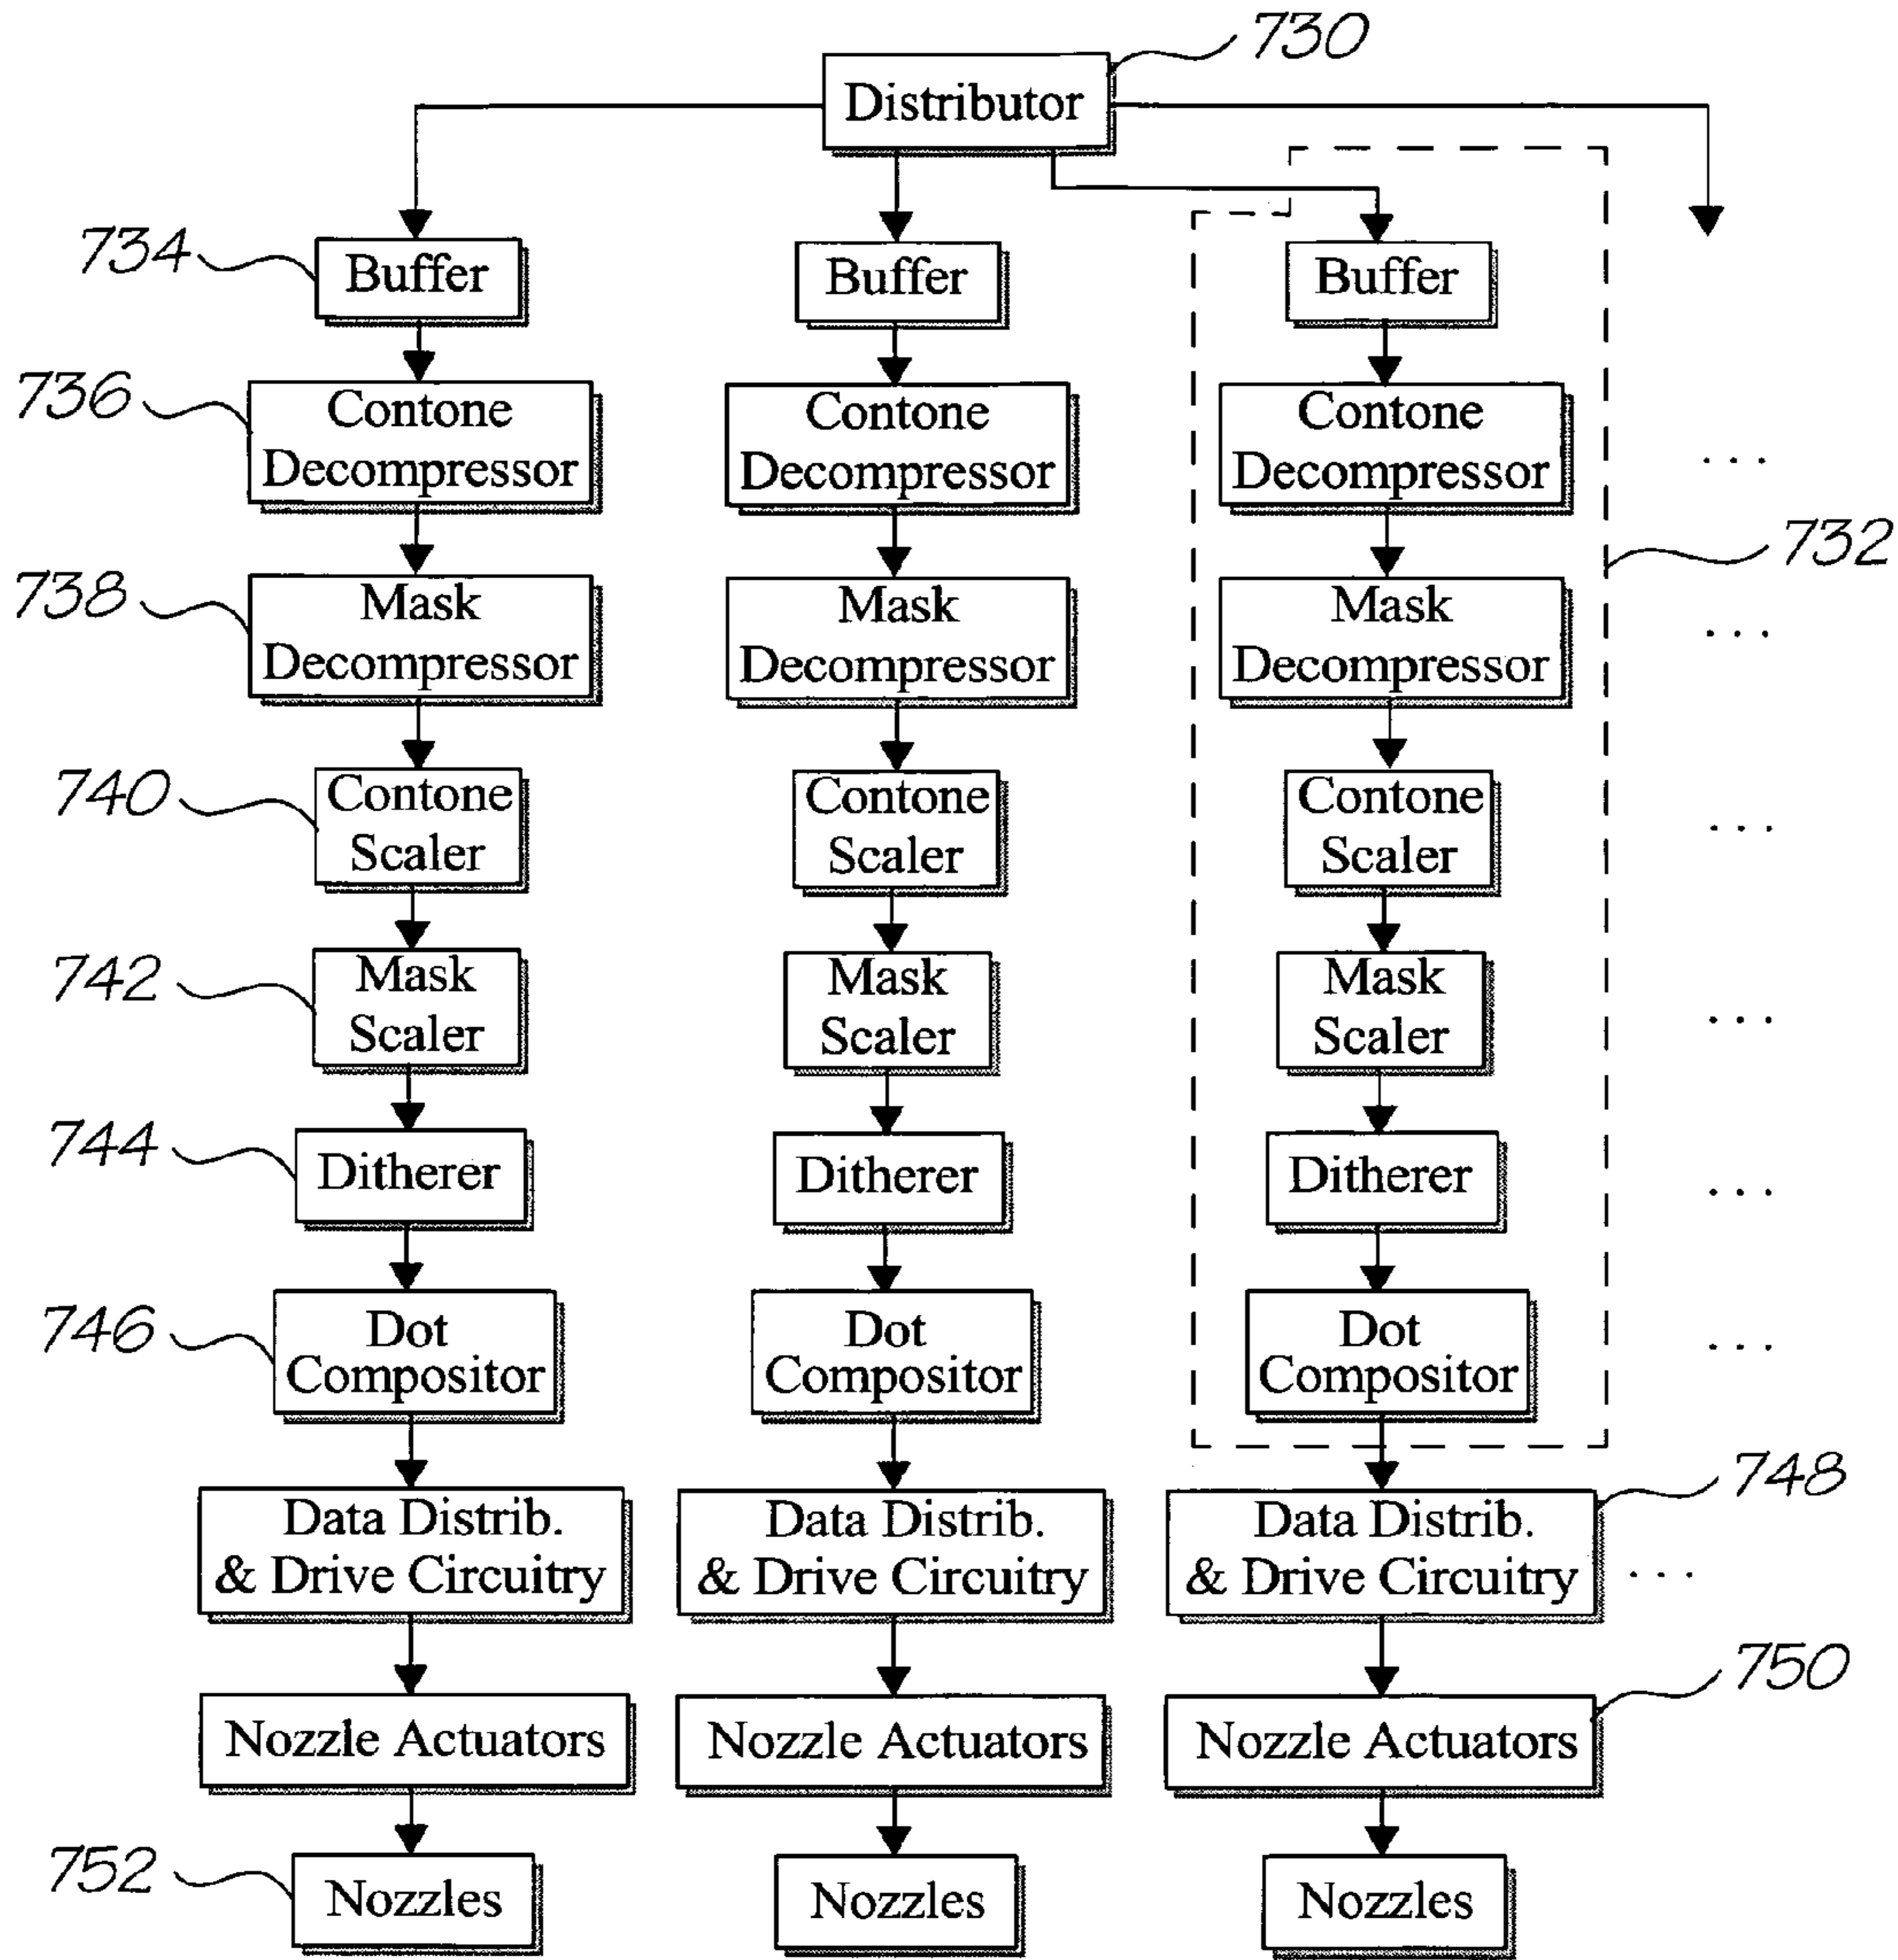 730
Distributor
734
Buffer
Buffer
Buffer
736
Contone
Decompressor
Contone
Decompressor
Contone
Decompressor
...
732
738
Mask
Decompressor
Mask
Decompressor
Mask
Decompressor
...
740
Contone
Scaler
Contone
Scaler
Contone
Scaler
...
742
Mask
Scaler
Mask
Scaler
Mask
Scaler
...
744
Ditherer
Ditherer
Ditherer
...
746
Dot
Compositor
Dot
Compositor
Dot
Compositor
...
Data Distrib.
& Drive Circuitry
Data Distrib.
& Drive Circuitry
Data Distrib.
& Drive Circuitry
...
748
Nozzle Actuators
Nozzle Actuators
Nozzle Actuators
750
752
Nozzles
Nozzles
Nozzles